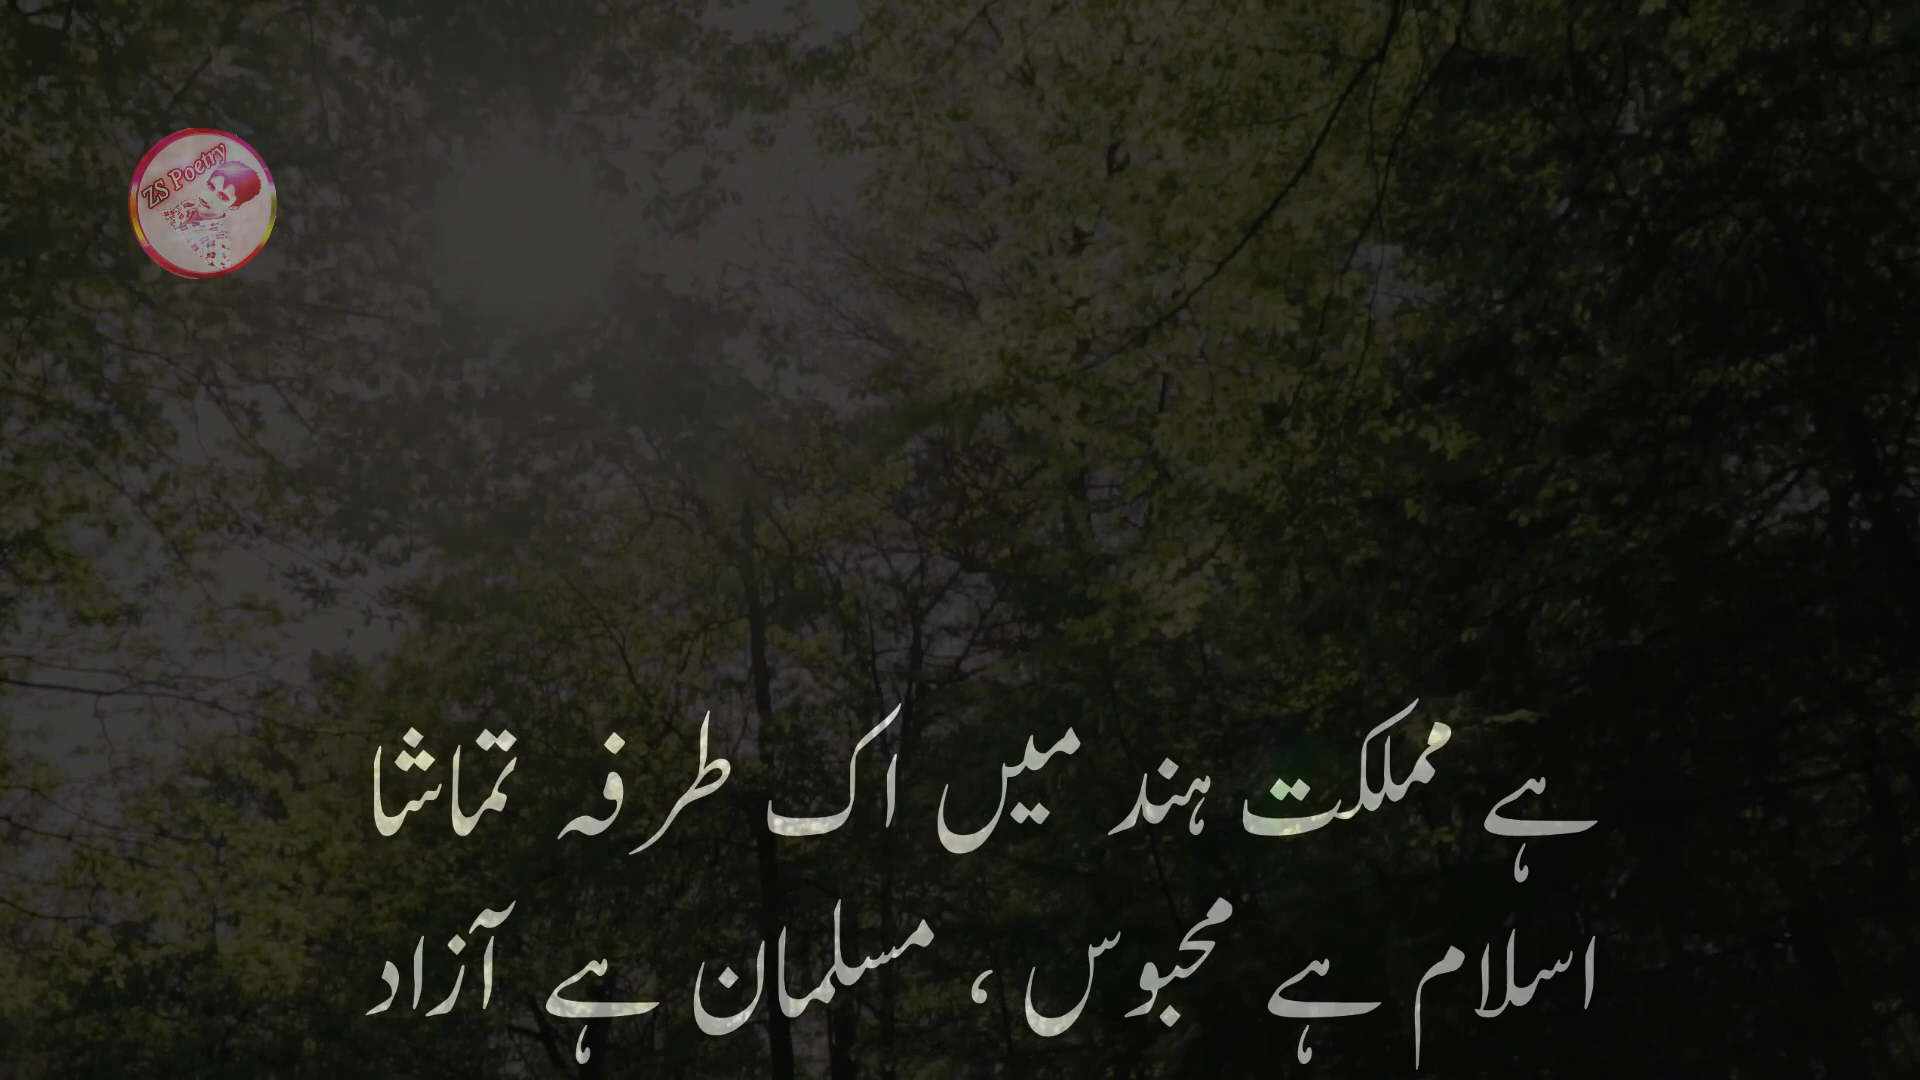 ZS Poetry
ہے مملکت ہند میں اک طرفہ تماشا
اسلام ہے محبوس ، مسلمان ہے آزاد